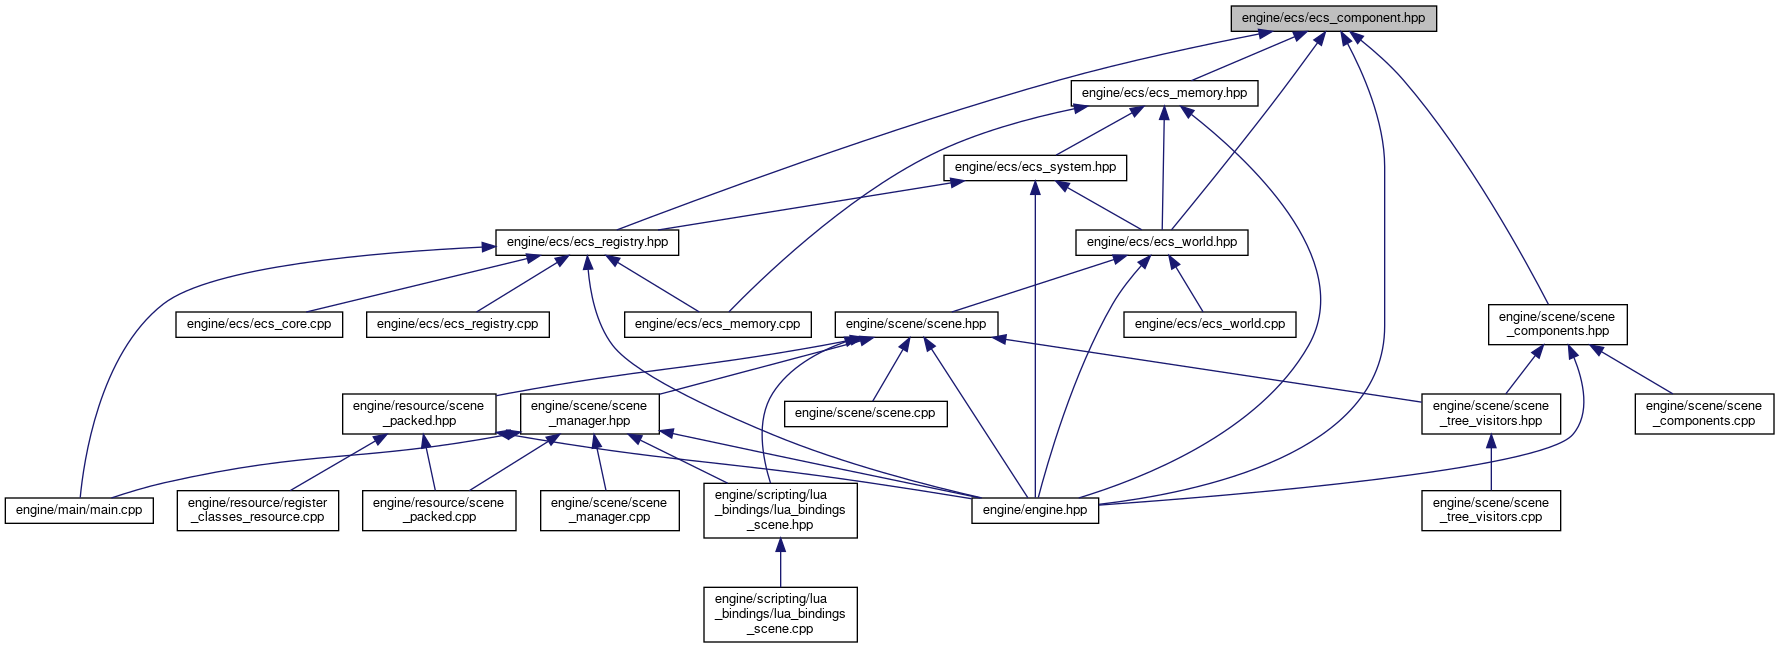 engine/ecs/ecs_component.hpp
engine/ecs/ecs_memory.hpp
engine/ecs/ecs_system.hpp
engine/ecs/ecs_registry.hpp
engine/ecs/ecs_world.hpp
engine/ecs/ecs_core.cpp
engine/ecs/ecs_registry.cpp
engine/ecs/ecs_memory.cpp
engine/scene/scene.hpp
engine/ecs/ecs_world.cpp
engine/scene/scene
_components.hpp
engine/resource/scene
_packed.hpp
engine/scene/scene
_manager.hpp
engine/scene/scene.cpp
engine/scene/scene
_tree_visitors.hpp
engine/scene/scene
_components.cpp
engine/main/main.cpp
engine/resource/register
_classes_resource.cpp
engine/resource/scene
_packed.cpp
engine/scene/scene
_manager.cpp
engine/scripting/lua
_bindings/lua_bindings
_scene.hpp
engine/engine.hpp
engine/scene/scene
_tree_visitors.cpp
engine/scripting/lua
_bindings/lua_bindings
_scene.cpp